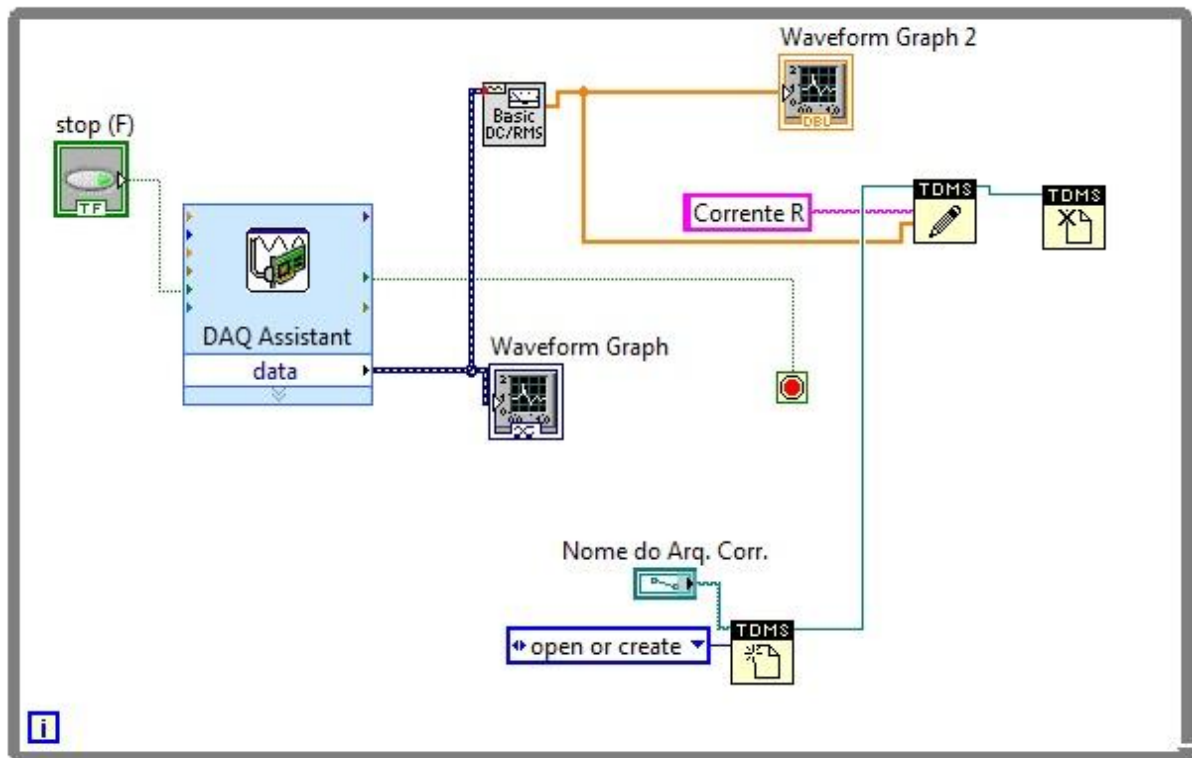 Waveform Graph 2
DBL
Basic
DC/RMS
stop (F)
TF
TDMS
TDMS
Corrente R
DAQ Assistant
data
Waveform Graph
Nome do Arq. Corr.
TDMS
open or create
i